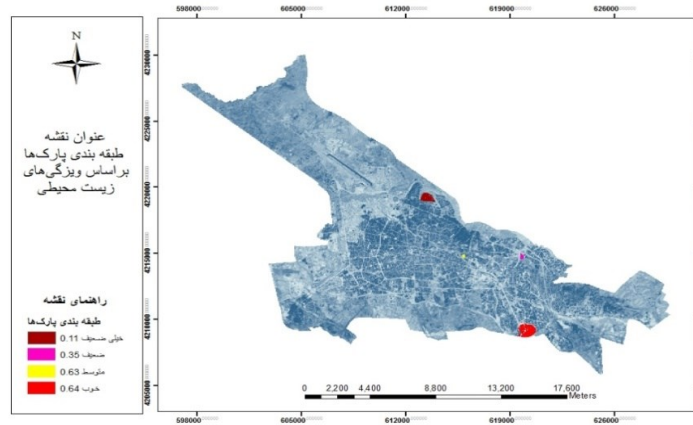 598000 605000 612000 619000 626000
N
عنوان نقشه
طبقه بندی پارک‌ها
براساس ویژگی‌های
زیست محیطی
راهنمای نقشه
طبقه بندی پارک‌ها
خیلی ضعیف 0.11
ضعیف 0.35
متوسط 0.63
خوب 0.64
4230000
4225000
4220000
4215000
4210000
4205000
0 2,200 4,400 8,800 13,200 17,600
Meters
598000 605000 612000 619000 626000